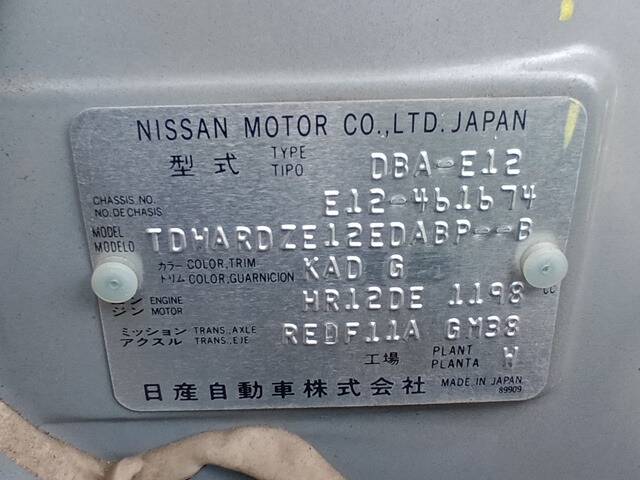 NISSAN MOTOR CO.,LTD. JAPAN
型式 TYPE TIPO DBA-E12
CHASSIS NO. NO. DE CHASIS E12-461674
MODEL MODELO TDWARDZE12EDABP--B
カラー COLOR, TRIM トリム COLOR, GUARNICION KAD G
ジン ENGINE MOTOR HR12DE 1198 cc
ミッション TRANS., AXLE アクスル TRANS., EJE REDF11A GM38
工場 PLANT PLANTA W
日産自動車株式会社 MADE IN JAPAN
89909